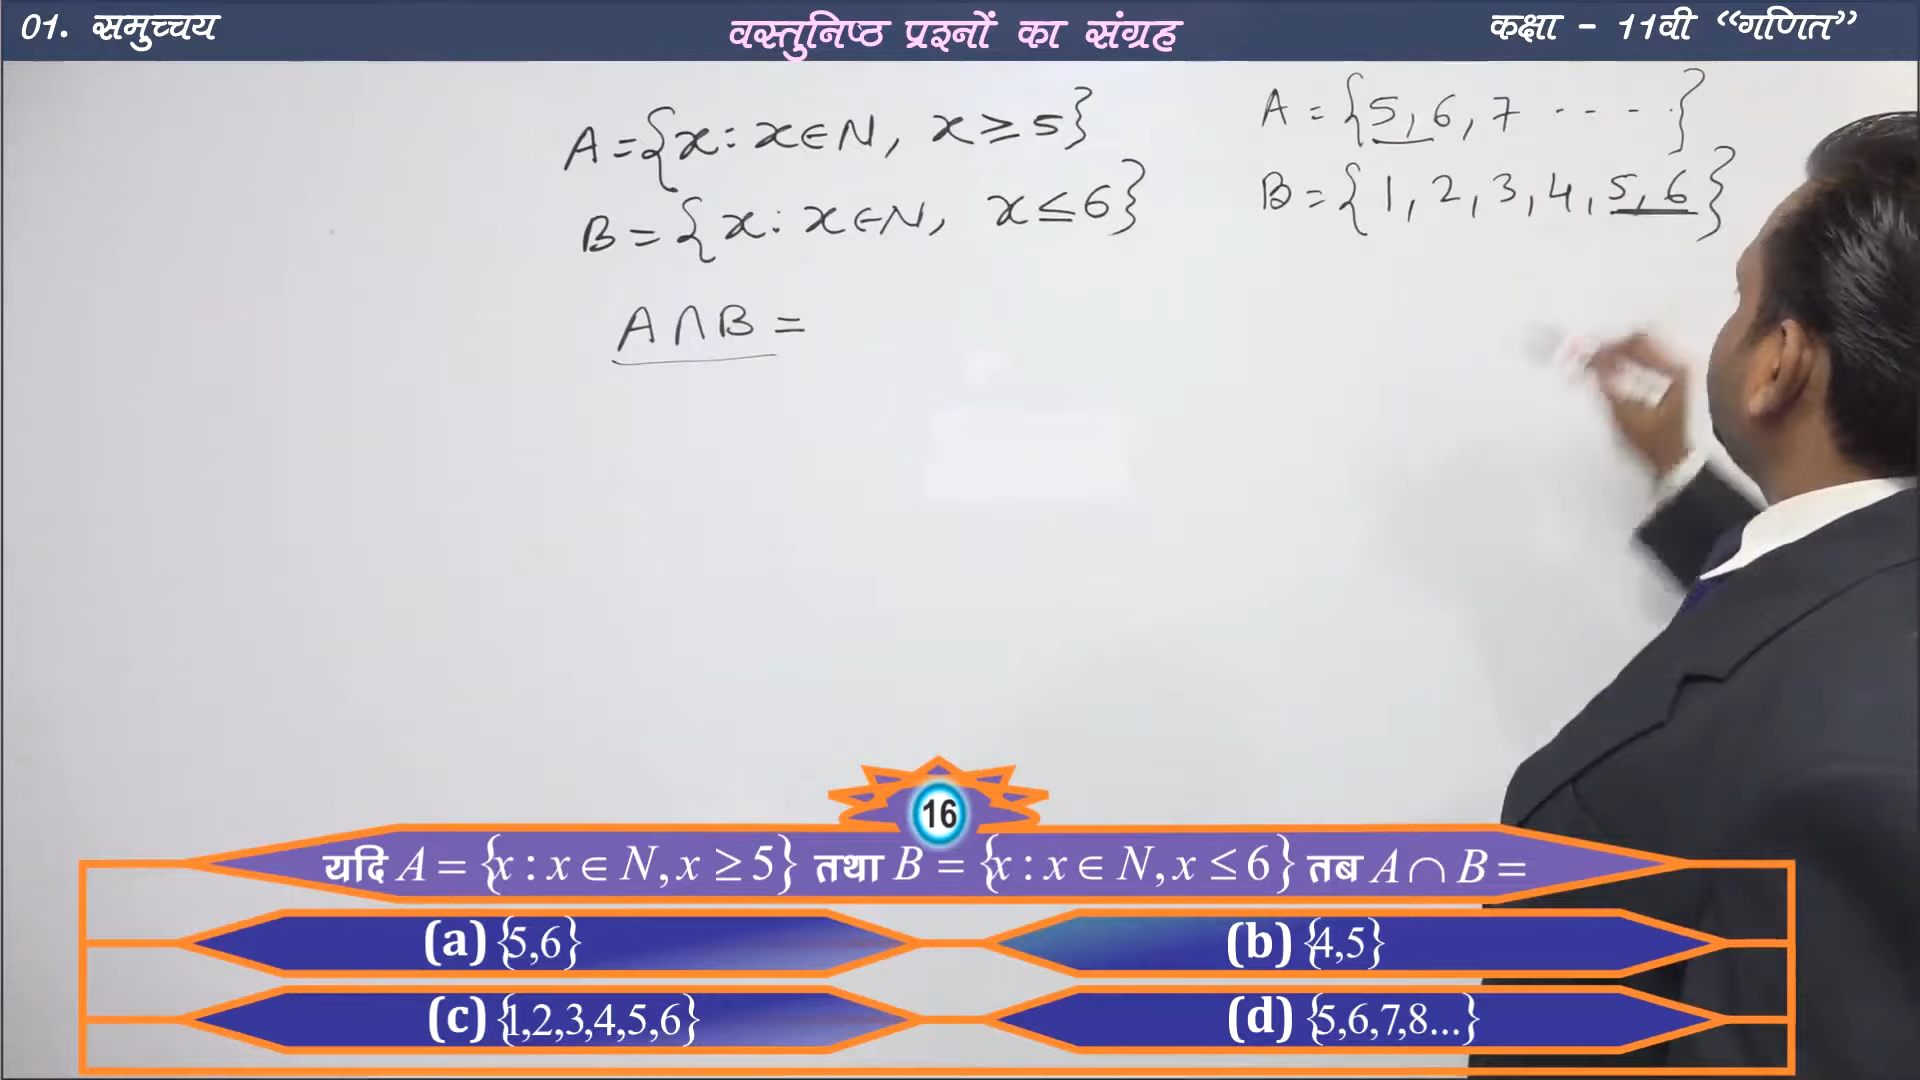 01. समुच्चय
वस्तुनिष्ठ प्रश्नों का संग्रह
कक्षा - 11वी “गणित”
A = {x : x ∈ N, x ≥ 5}
B = {x : x ∈ N, x ≤ 6}
A ∩ B =
A = {5, 6, 7 - - - - }
B = {1, 2, 3, 4, 5, 6}
16
यदि A = {x : x ∈ N, x ≥ 5} तथा B = {x : x ∈ N, x ≤ 6} तब A ∩ B =
(a) {5,6}
(b) {4,5}
(c) {1,2,3,4,5,6}
(d) {5,6,7,8...}